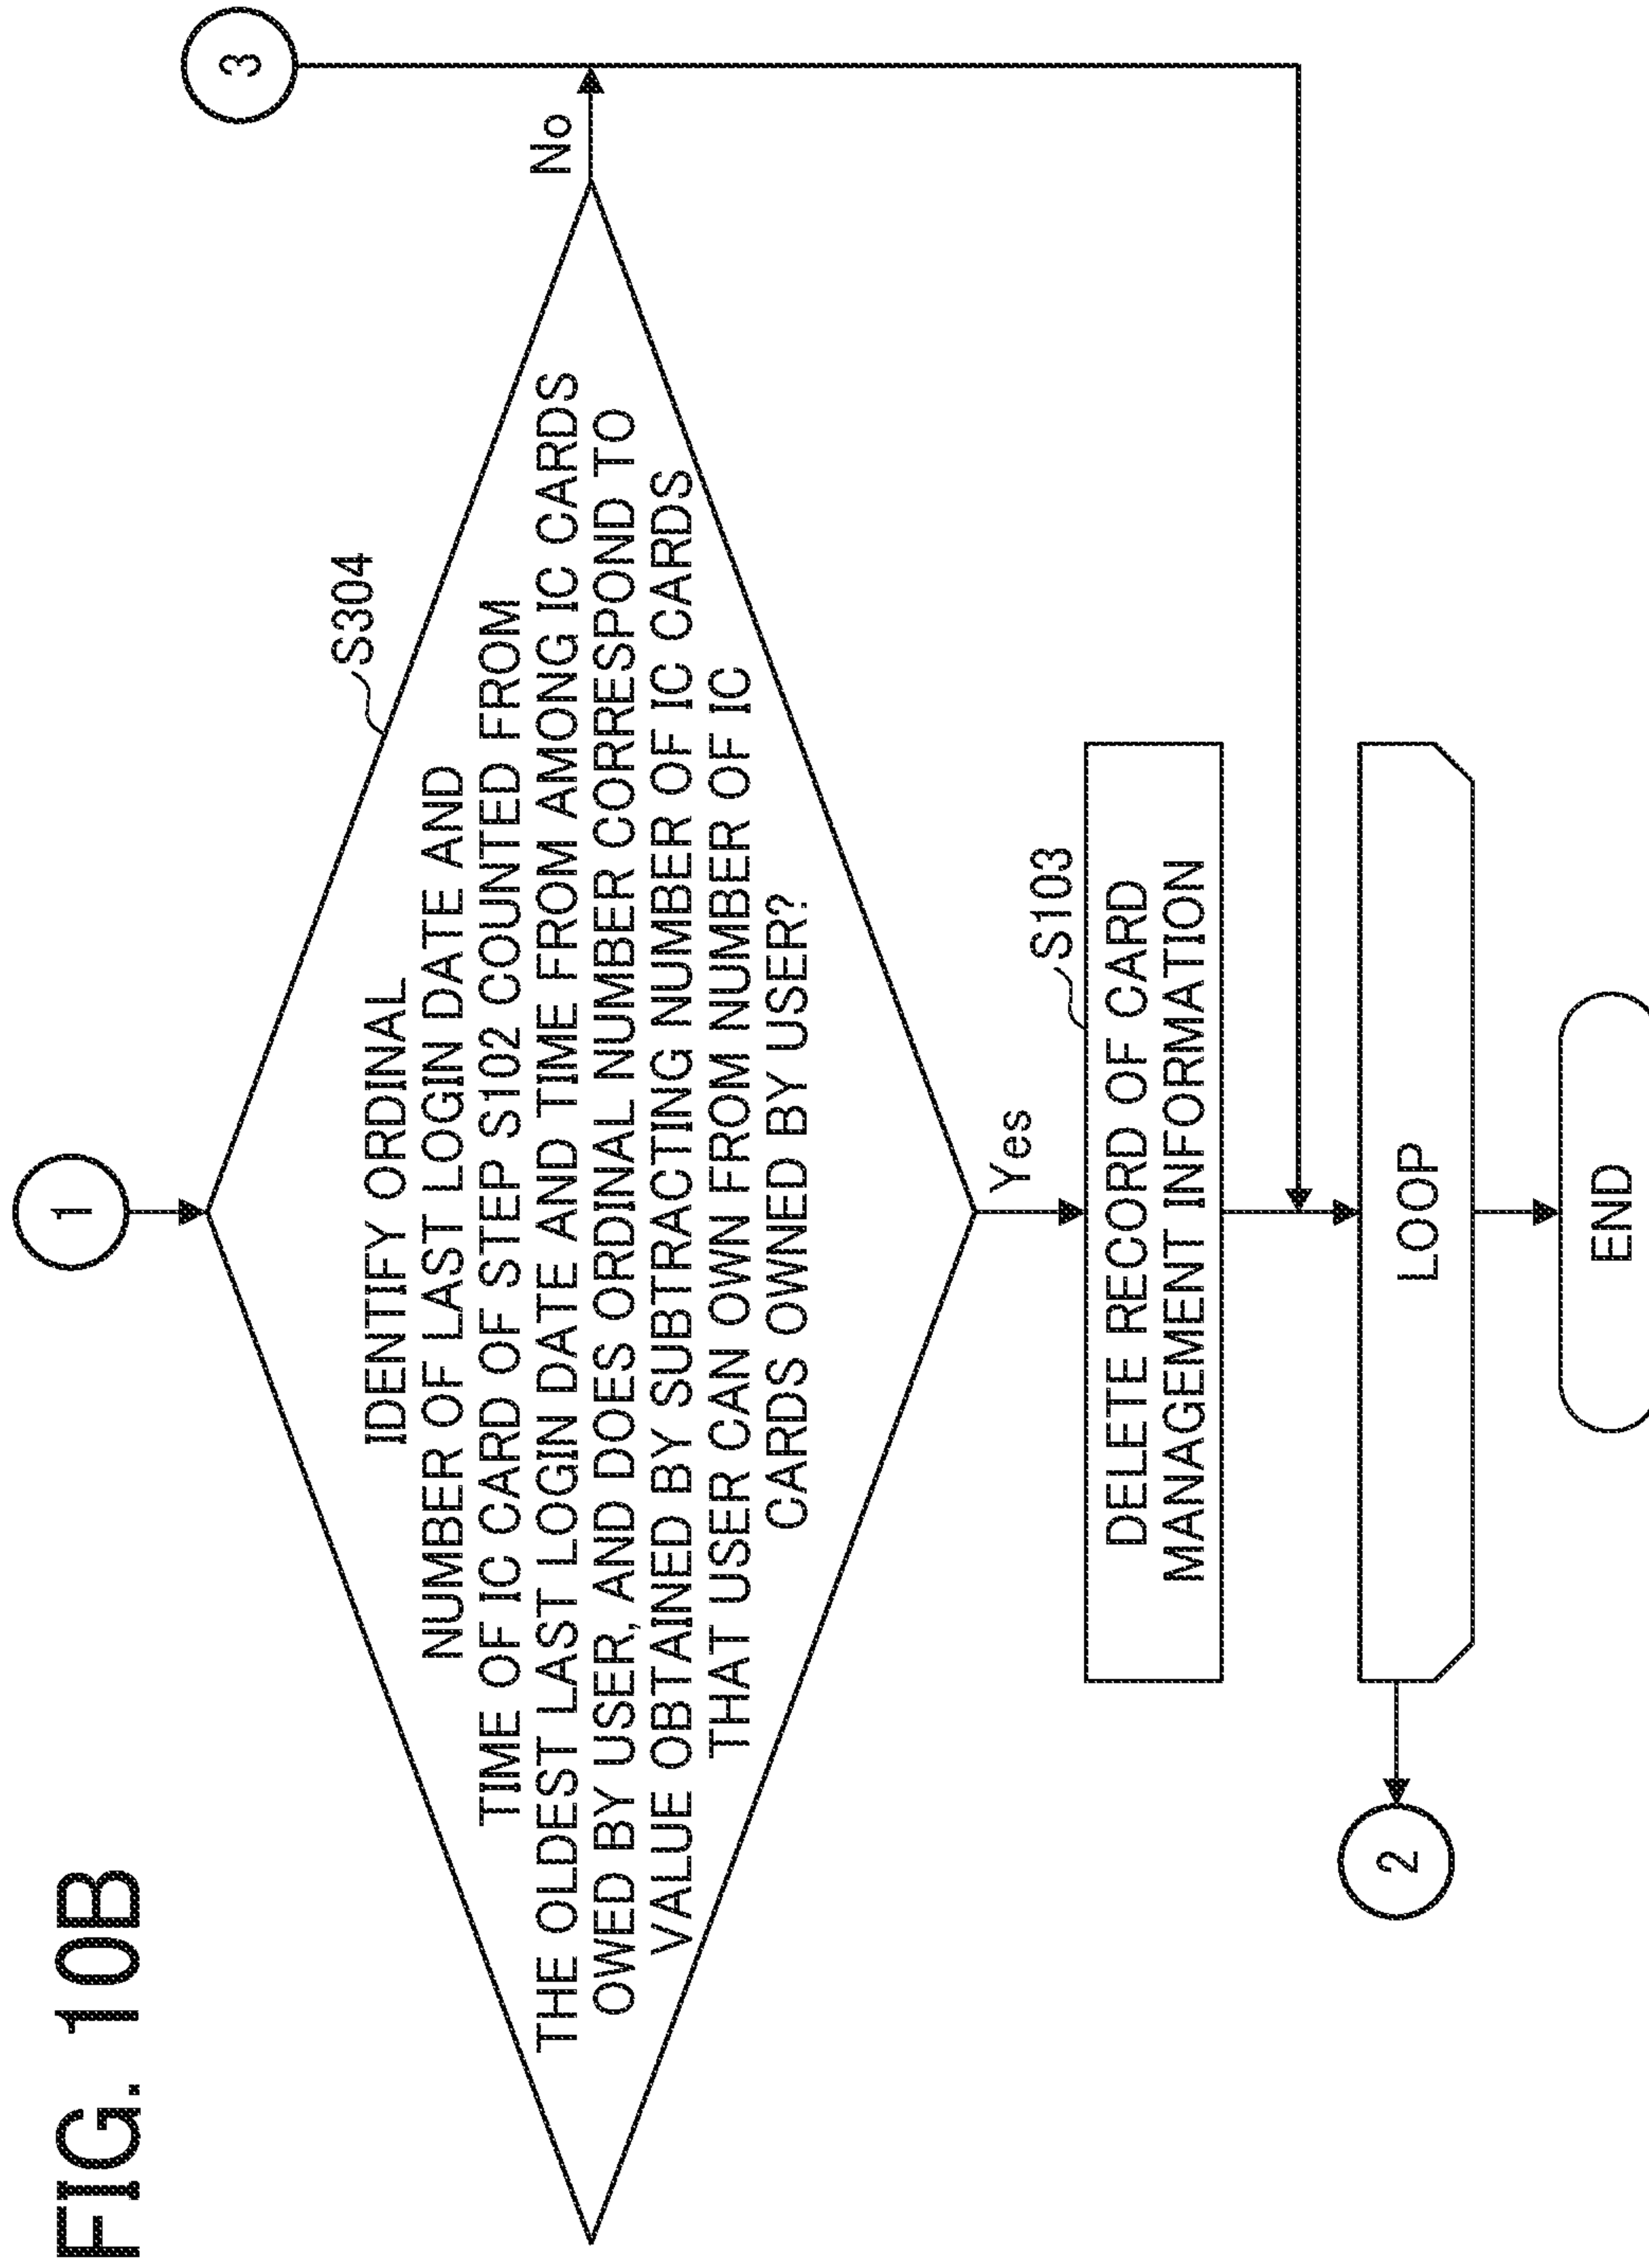 FIG. 10B
1
3
S304
IDENTIFY ORDINAL
NUMBER OF LAST LOGIN DATE AND
TIME OF IC CARD OF STEP S102 COUNTED FROM
THE OLDEST LAST LOGIN DATE AND TIME FROM AMONG IC CARDS
OWED BY USER, AND DOES ORDINAL NUMBER CORRESPOND TO
VALUE OBTAINED BY SUBTRACTING NUMBER OF IC CARDS
THAT USER CAN OWN FROM NUMBER OF IC
CARDS OWNED BY USER?
No
Yes
S103
DELETE RECORD OF CARD
MANAGEMENT INFORMATION
2
LOOP
END